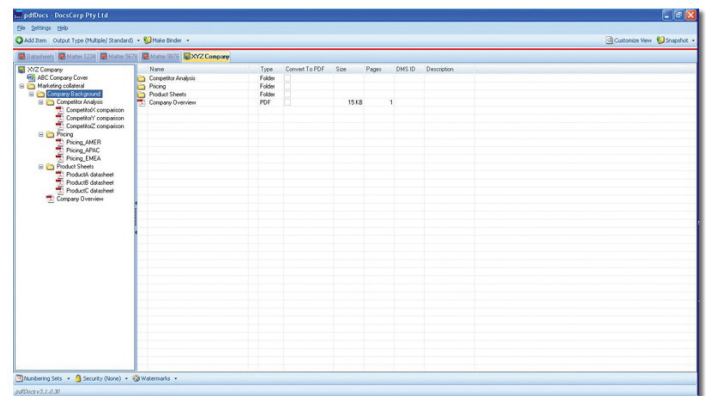 pdfDocs - DocsCorp Pty Ltd
File Settings Help
Add Item Output Type (Multiple/ Standard) Make Binder Customize View Snapshot
Datasheets Matter 1234 Matter 5678 Matter 9876 XYZ Company
XYZ Company
ABC Company Cover
Marketing collateral
Company Background
Competitor Analysis
CompetitorX comparison
CompetitorY comparison
CompetitorZ comparison
Pricing
Pricing_AMER
Pricing_APAC
Pricing_EMEA
Product Sheets
ProductA datasheet
ProductB datasheet
ProductC datasheet
Company Overview
Name Type Convert To PDF Size Pages DMS ID Description
Competitor Analysis Folder
Pricing Folder
Product Sheets Folder
Company Overview PDF 15 KB 1
Numbering Sets Security (None) Watermarks